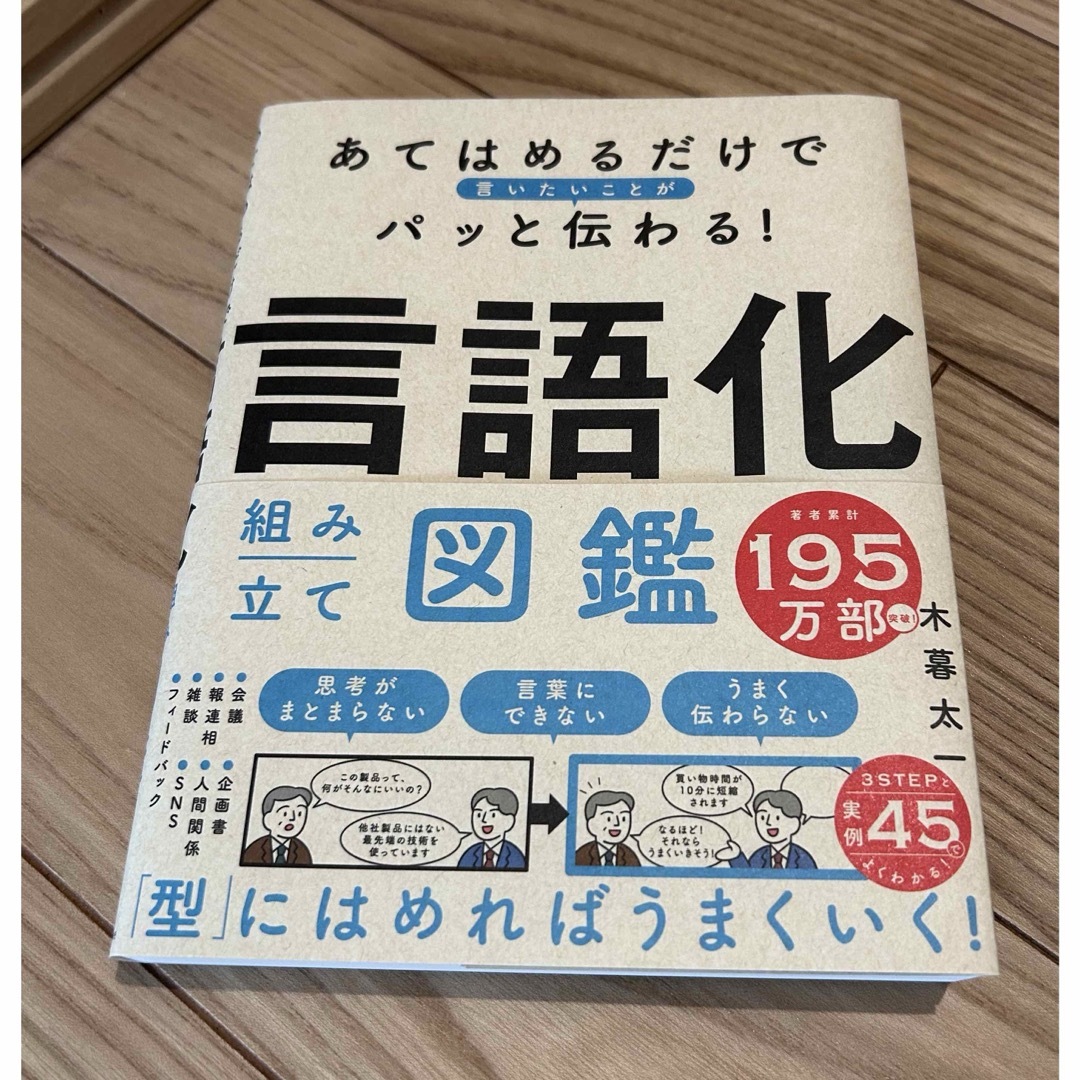 あてはめるだけで
言いたいことが
パッと伝わる!
言語化
組み
立て
図鑑
著者累計
195
万部
突破!
木暮太一
思考が
まとまらない
言葉に
できない
うまく
伝わらない
●会議
●報連相
●雑談
●フィードバック
●企画書
●人間関係
●SNS
この製品って、
何がそんなにいいの?
他社製品にはない
最先端の技術を
使っています
買い物時間が
10分に短縮
されます
なるほど!
それなら
うまくいきそう!
3STEPと
実例
45で
よくわかる!
「型」にはめればうまくいく!